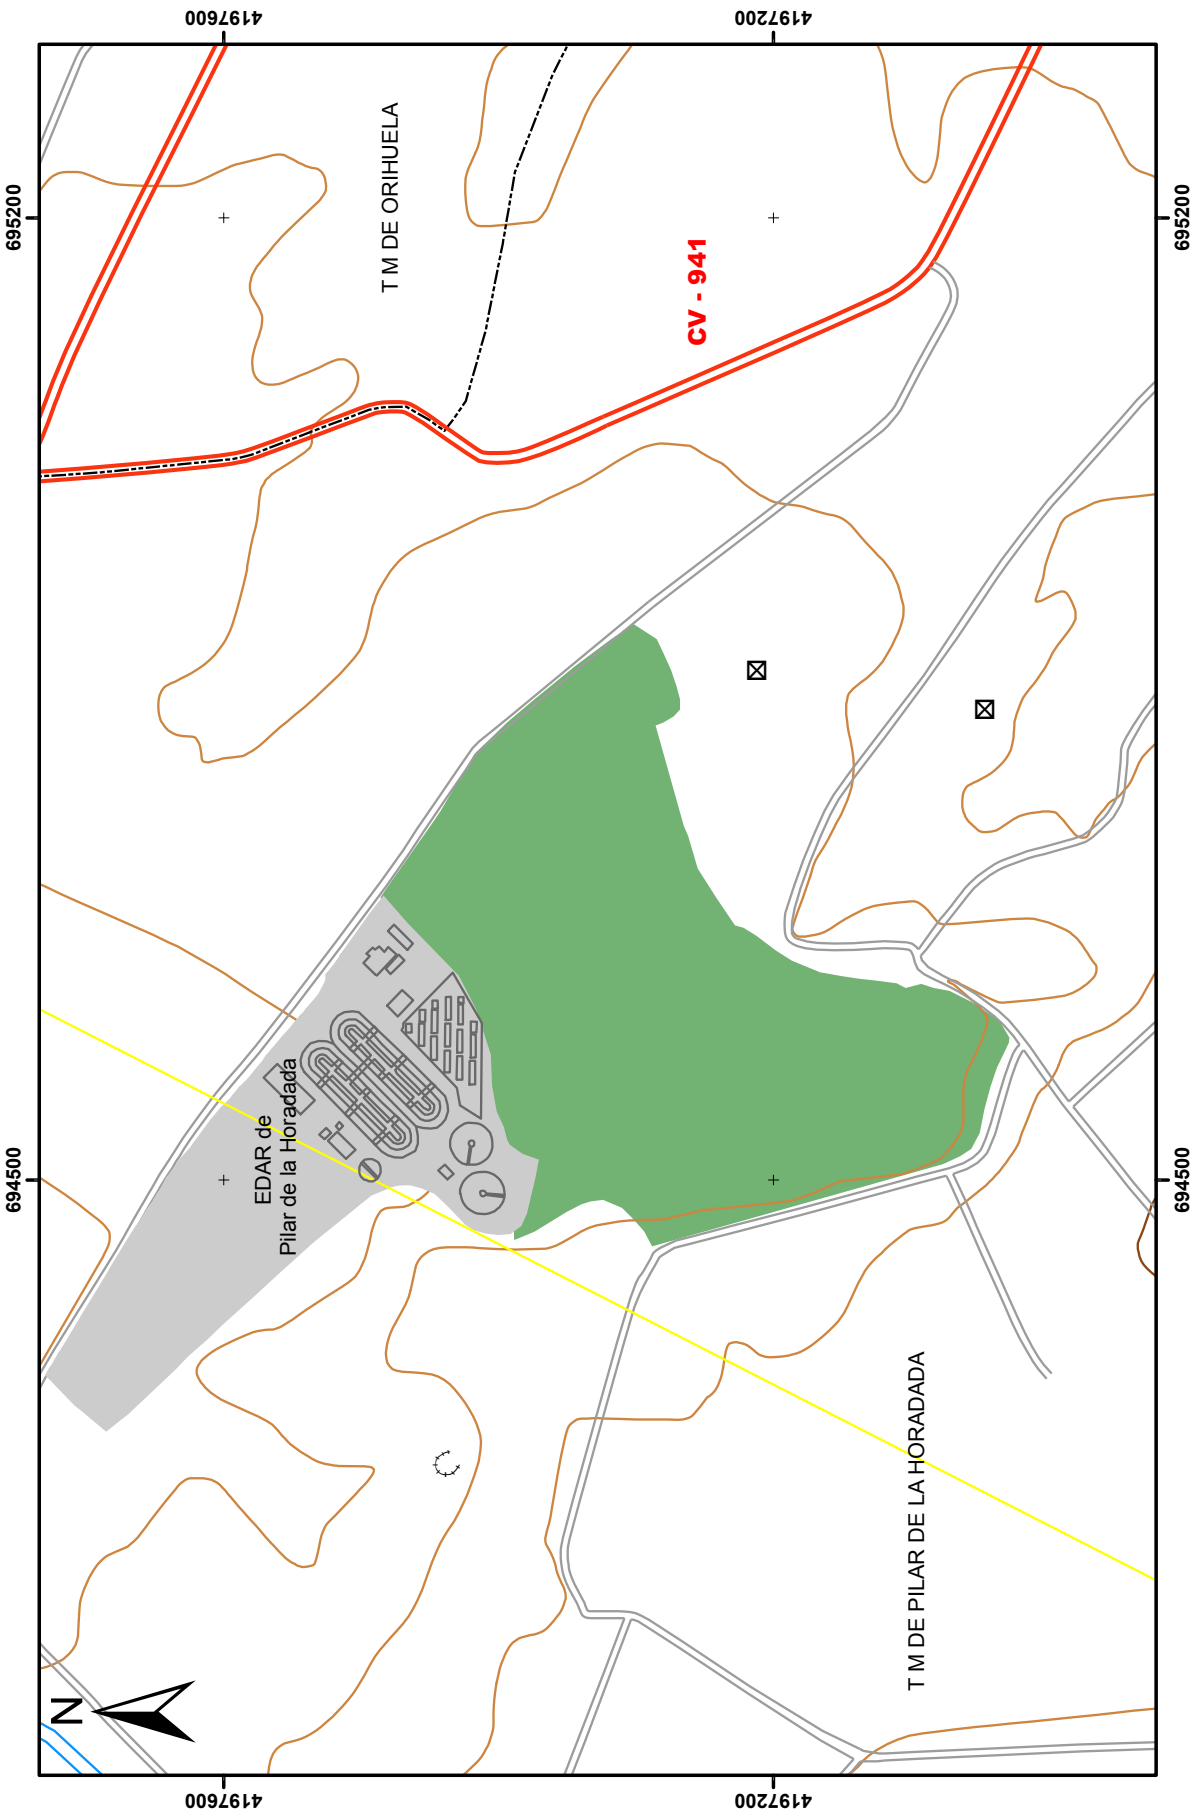 4197600
4197200
695200
695200
T M DE ORIHUELA
CV - 941
EDAR de
Pilar de la Horadada
694500
694500
T M DE PILAR DE LA HORADADA
N
4197600
4197200